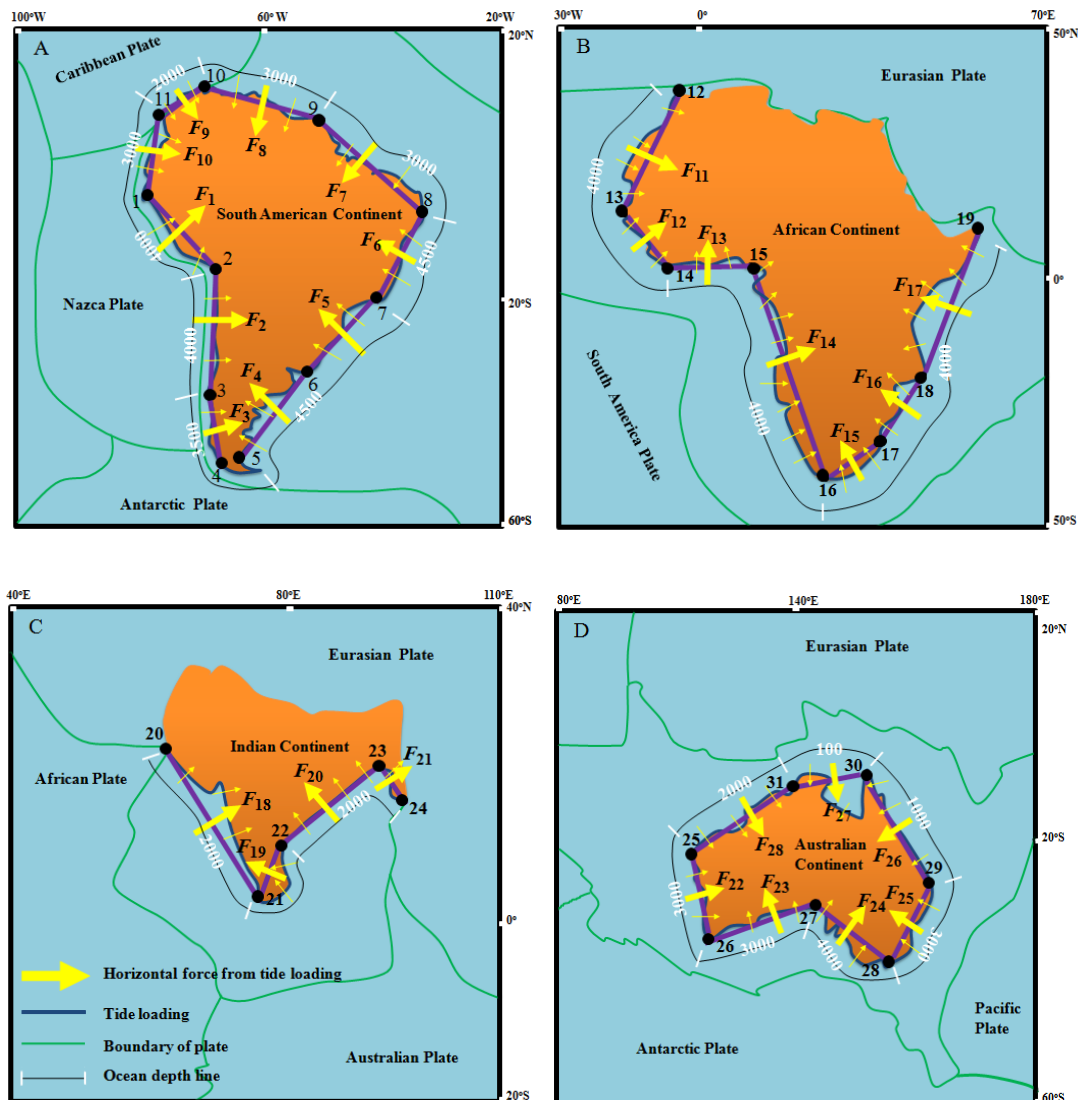 100°W 60°W 20°W
A
Caribbean Plate
20°N
10
2000
3000
11
9
F9
F8
3000
F10
3000
F7
1
F1
South American Continent
8
F6
4500
2
Nazca Plate
F5
7
20°S
F2
4000
F4
6
3
F3
4500
5
4
Antarctic Plate
60°S
30°W 0° 70°E
B
50°N
Eurasian Plate
12
4000
F11
13
F12
F13
African Continent
19
15
14
0°
F17
F14
4000
F16
18
South America Plate
4000
F15
17
16
50°S
40°E 80°E 110°E
C
40°N
Eurasian Plate
20
Indian Continent
23
F21
African Plate
F20
2000
24
F18
22
2000
F19
21
0°
Horizontal force from tide loading
Tide loading
Boundary of plate
Ocean depth line
Australian Plate
20°S
80°E 140°E 180°E
D
20°N
Eurasian Plate
100
30
31
2000
F27
1000
25
F28
Australian
Continent
20°S
F26
F22
F23
29
3000
F25
27
F24
26
3000
4000
3000
28
Pacific
Plate
Antarctic Plate
60°S